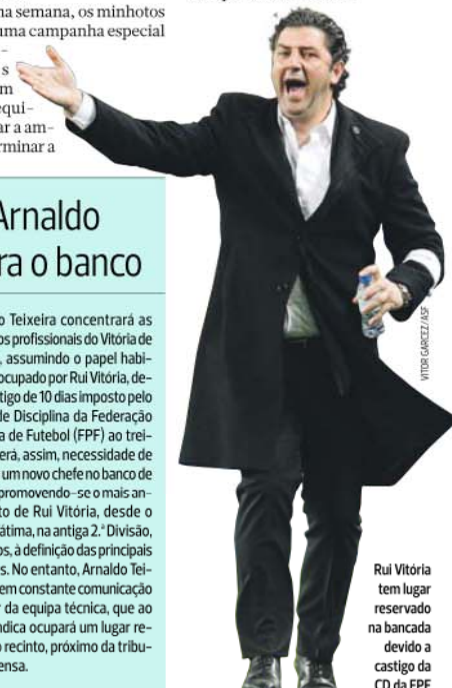 na semana, os minhotos
uma campanha especial
-
s
m
equi-
ar a am-
rminar a
Arnaldo
ra o banco
o Teixeira concentrará as
os profissionais do Vitória de
, assumindo o papel habi-
ocupado por Rui Vitória, de-
tigo de 10 dias imposto pelo
de Disciplina da Federação
a de Futebol (FPF) ao trei-
erá, assim, necessidade de
um novo chefe no banco de
promovendo-se o mais an-
to de Rui Vitória, desde o
átima, na antiga 2.ª Divisão,
os, à definição das principais
s. No entanto, Arnaldo Tei-
em constante comunicação
r da equipa técnica, que ao
ndica ocupará um lugar re-
o recinto, próximo da tribu-
ensa.
VITOR GARCEZ/ASF
Rui Vitória
tem lugar
reservado
na bancada
devido a
castigo da
CD da FPF